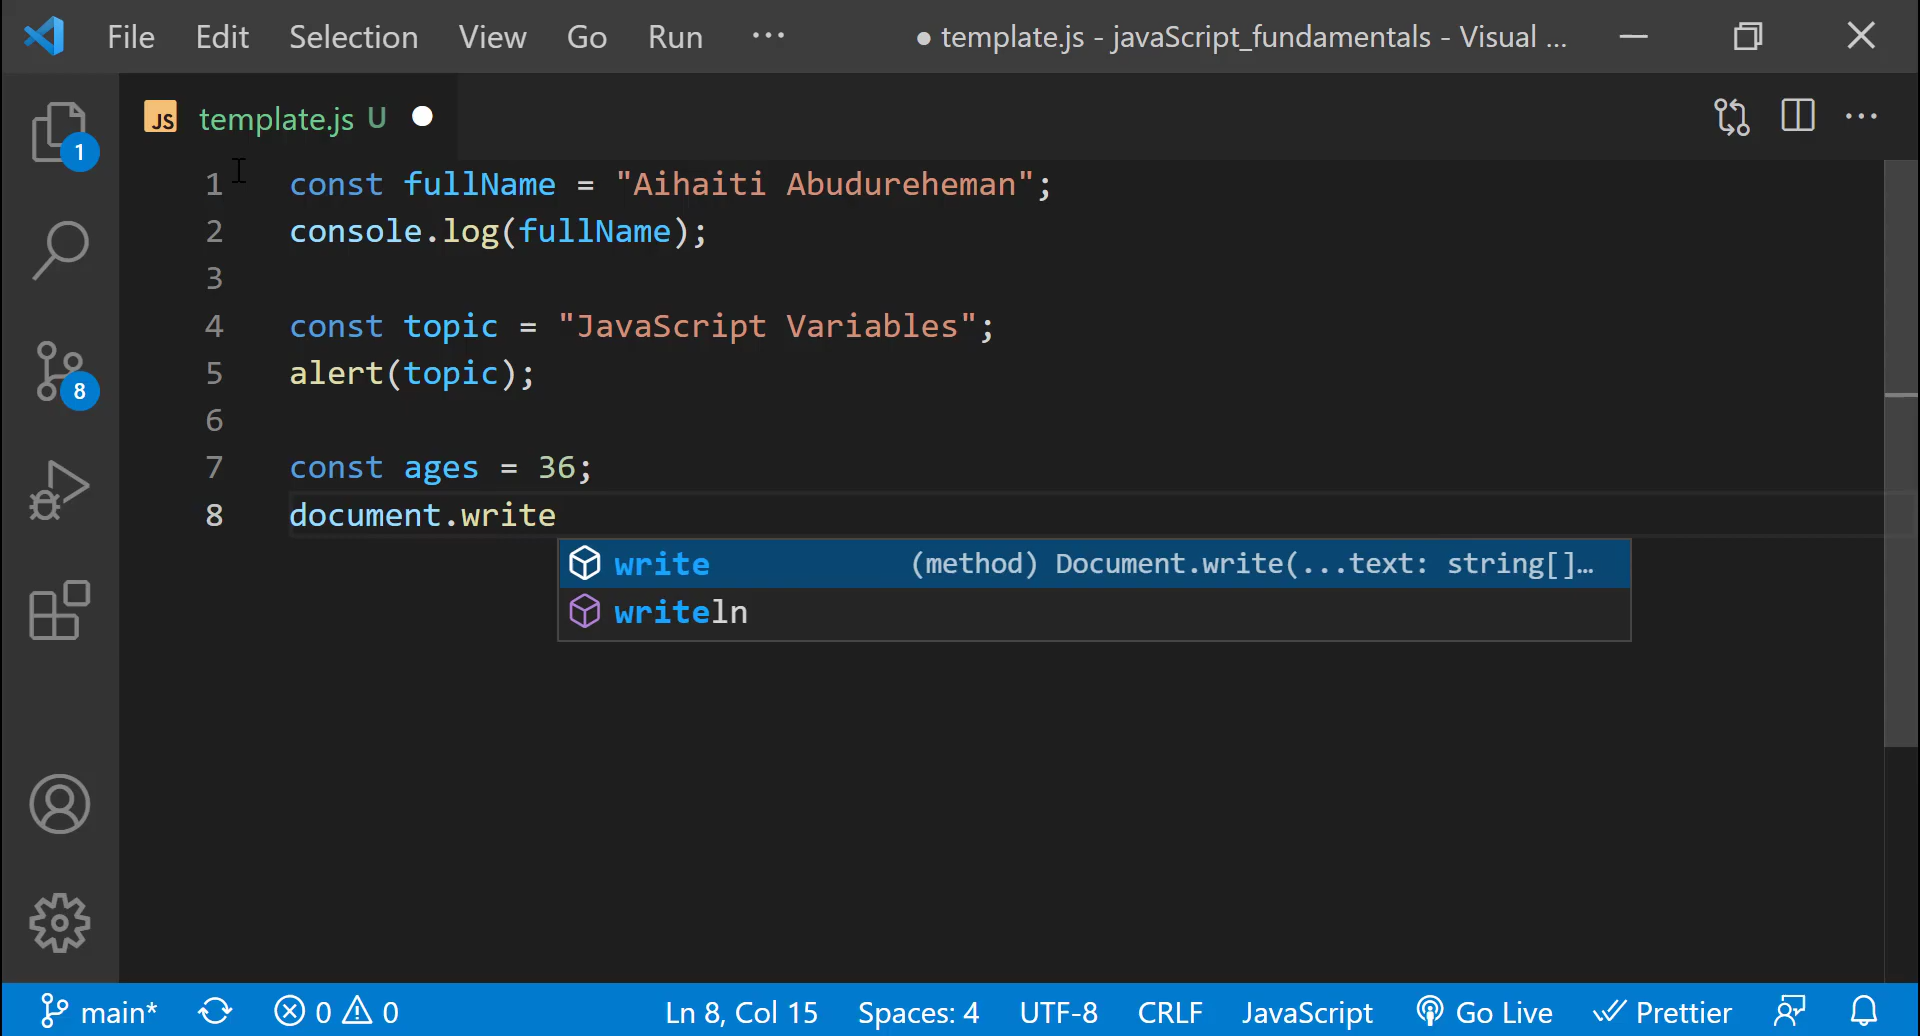 File Edit Selection View Go Run ··· ● template.js - javaScript_fundamentals - Visual ...
JS template.js U
1
8
1 const fullName = "Aihaiti Abudureheman";
2 console.log(fullName);
3
4 const topic = "JavaScript Variables";
5 alert(topic);
6
7 const ages = 36;
8 document.write
write (method) Document.write(...text: string[]…
writeln
main* 0 0 Ln 8, Col 15 Spaces: 4 UTF-8 CRLF JavaScript Go Live Prettier